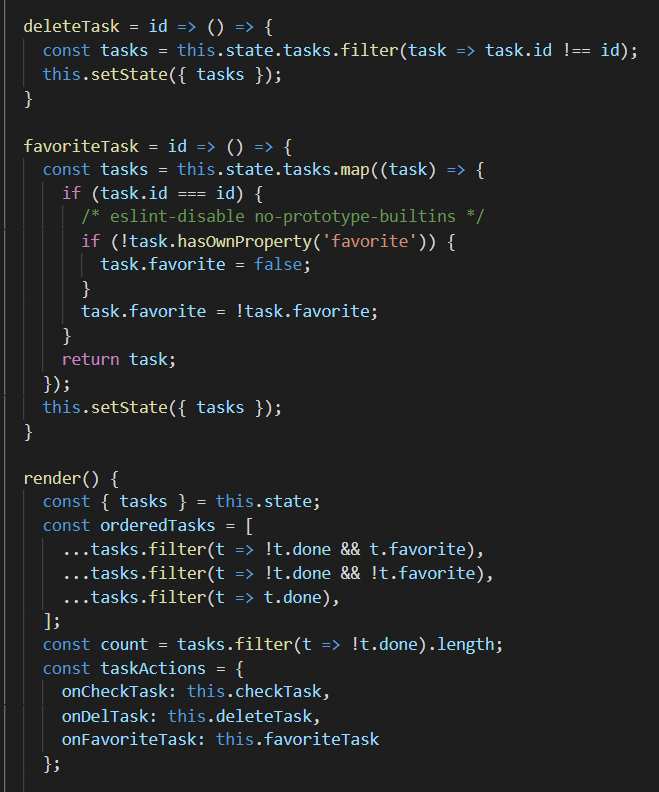 deleteTask = id => () => {
  const tasks = this.state.tasks.filter(task => task.id !== id);
  this.setState({ tasks });
}

favoriteTask = id => () => {
  const tasks = this.state.tasks.map((task) => {
    if (task.id === id) {
      /* eslint-disable no-prototype-builtins */
      if (!task.hasOwnProperty('favorite')) {
        task.favorite = false;
      }
      task.favorite = !task.favorite;
    }
    return task;
  });
  this.setState({ tasks });
}

render() {
  const { tasks } = this.state;
  const orderedTasks = [
    ...tasks.filter(t => !t.done && t.favorite),
    ...tasks.filter(t => !t.done && !t.favorite),
    ...tasks.filter(t => t.done),
  ];
  const count = tasks.filter(t => !t.done).length;
  const taskActions = {
    onCheckTask: this.checkTask,
    onDelTask: this.deleteTask,
    onFavoriteTask: this.favoriteTask
  };